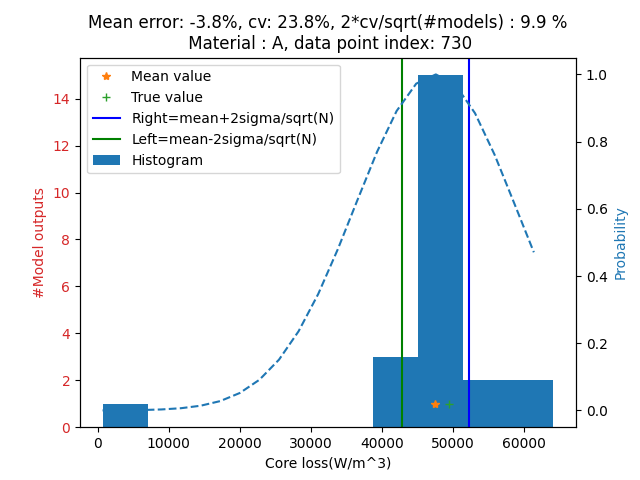 Mean error: -3.8%, cv: 23.8%, 2*cv/sqrt(#models) : 9.9 %
Material : A, data point index: 730
Mean value
True value
Right=mean+2sigma/sqrt(N)
Left=mean-2sigma/sqrt(N)
Histogram
#Model outputs
14
12
10
8
6
4
2
0
1.0
0.8
0.6
0.4
0.2
0.0
Probability
0 10000 20000 30000 40000 50000 60000
Core loss(W/m^3)